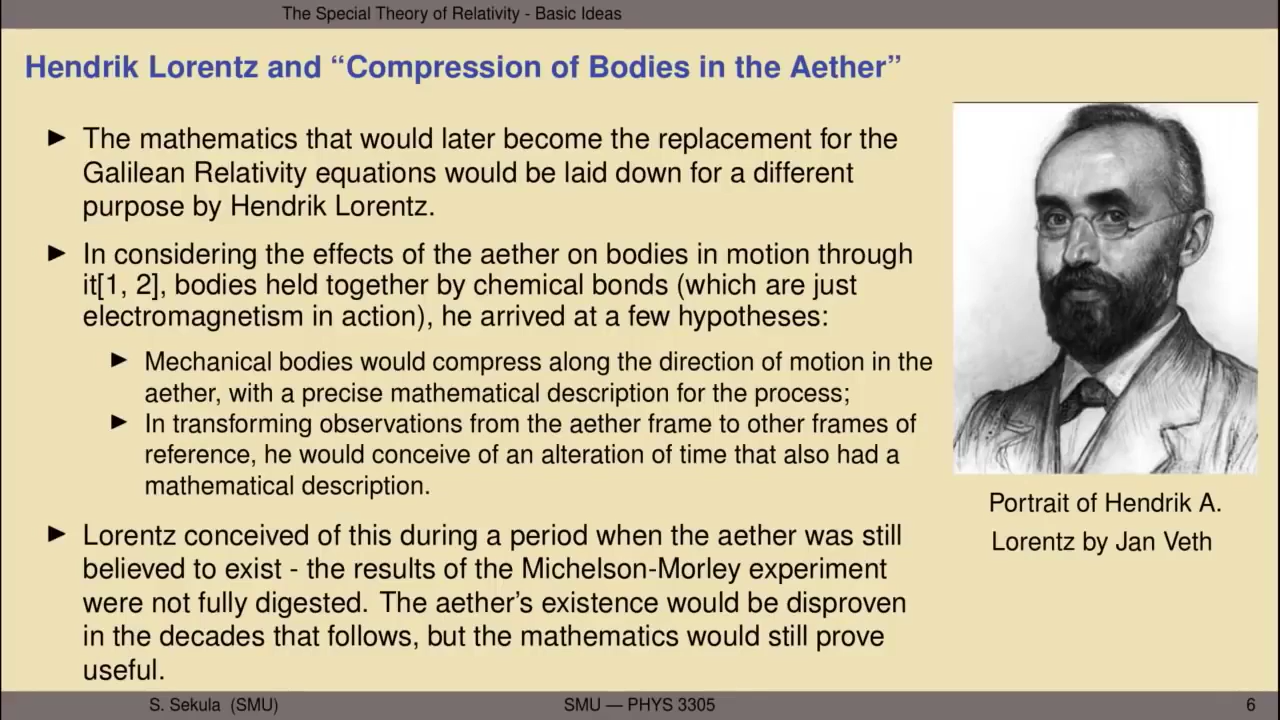 The Special Theory of Relativity - Basic Ideas
Hendrik Lorentz and “Compression of Bodies in the Aether”
The mathematics that would later become the replacement for the
Galilean Relativity equations would be laid down for a different
purpose by Hendrik Lorentz.
In considering the effects of the aether on bodies in motion through
it[1, 2], bodies held together by chemical bonds (which are just
electromagnetism in action), he arrived at a few hypotheses:
Mechanical bodies would compress along the direction of motion in the
aether, with a precise mathematical description for the process;
In transforming observations from the aether frame to other frames of
reference, he would conceive of an alteration of time that also had a
mathematical description.
Lorentz conceived of this during a period when the aether was still
believed to exist - the results of the Michelson-Morley experiment
were not fully digested. The aether’s existence would be disproven
in the decades that follows, but the mathematics would still prove
useful.
Portrait of Hendrik A.
Lorentz by Jan Veth
S. Sekula (SMU)
SMU — PHYS 3305
6